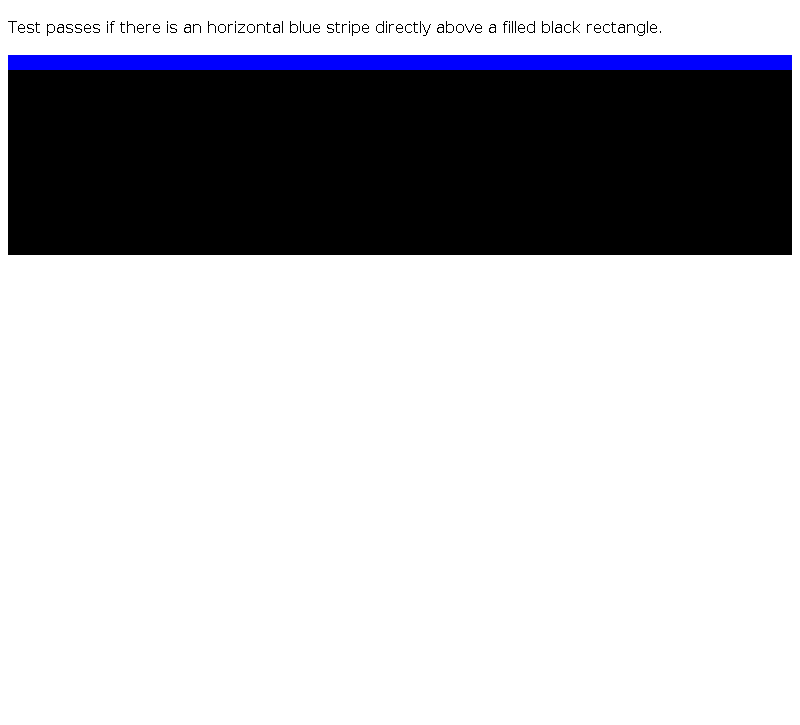 Test passes if there is an horizontal blue stripe directly above a filled black rectangle.